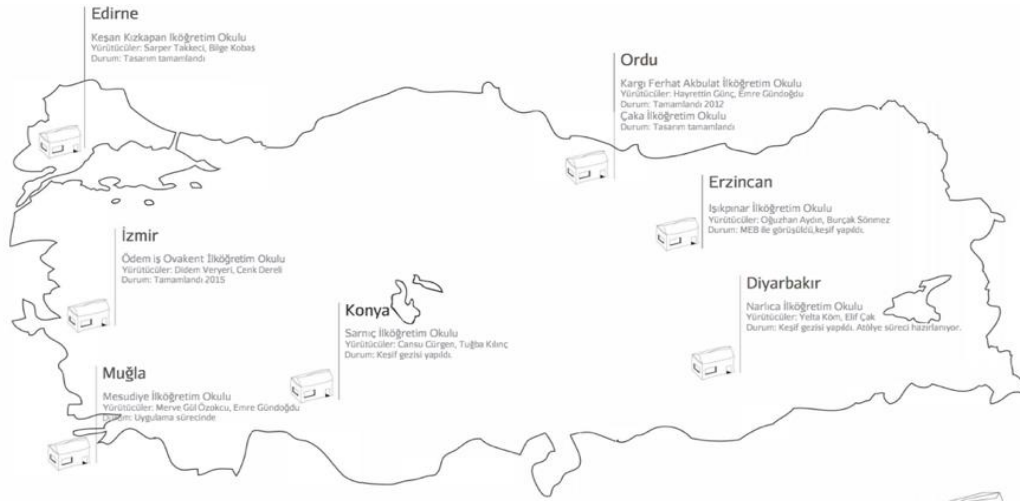 Edirne
Keşan Kızkapan İlköğretim Okulu
Yürütücüler: Sarper Takkeci, Bilge Kobaş
Durum: Tasarım tamamlandı
Ordu
Kargı Ferhat Akbulat İlköğretim Okulu
Yürütücüler: Hayrettin Günç, Emre Gündoğdu
Durum: Tamamlandı 2012
Çaka İlköğretim Okulu
Durum: Tasarım tamamlandı
Erzincan
Işıkpınar İlköğretim Okulu
Yürütücüler: Oğuzhan Aydın, Burçak Sönmez
Durum: MEB ile görüşüldü,keşif yapıldı.
İzmir
Ödem iş Ovakent İlköğretim Okulu
Yürütücüler: Didem Veryeri, Cenk Dereli
Durum: Tamamlandı 2015
Diyarbakır
Narlıca İlköğretim Okulu
Yürütücüler: Yelta Köm, Elif Çak
Durum: Keşif gezisi yapıldı. Atölye süreci hazırlanıyor.
Konya
Sarnıç İlköğretim Okulu
Yürütücüler: Cansu Cürgen, Tuğba Kılınç
Durum: Keşif gezisi yapıldı.
Muğla
Mesudiye İlköğretim Okulu
Yürütücüler: Merve Gül Özokcu, Emre Gündoğdu
Durum: Uygulama sürecinde